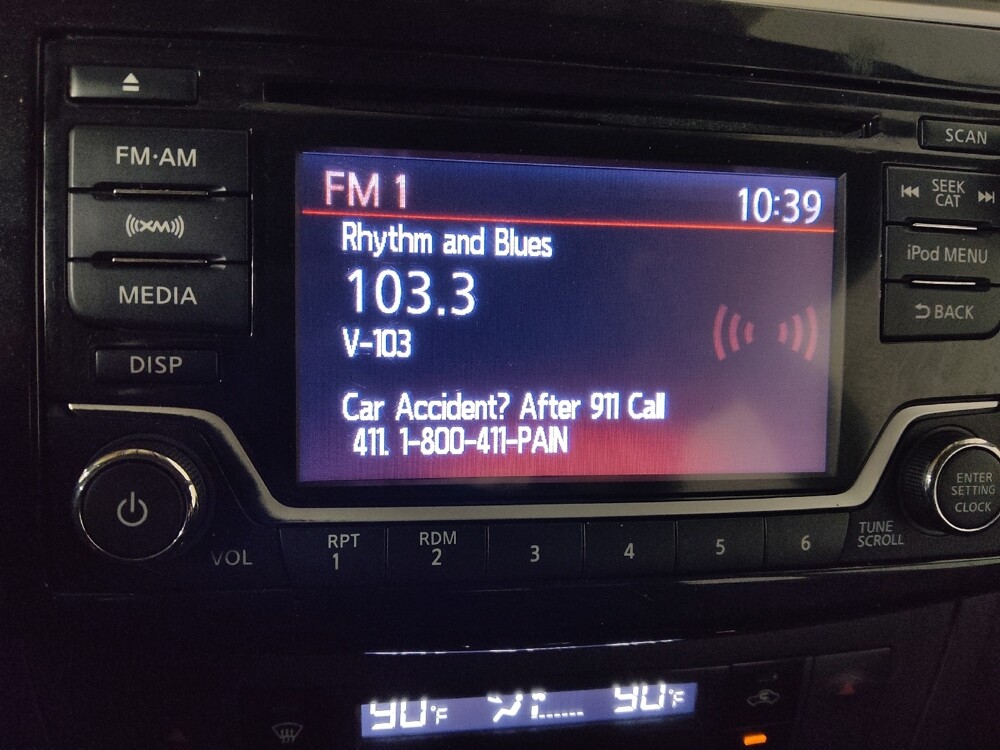 SCAN
FM·AM
SEEK
CAT
XM
iPod MENU
MEDIA
BACK
DISP
FM 1 10:39
Rhythm and Blues
103.3
V-103
Car Accident? After 911 Call
411. 1-800-411-PAIN
ENTER
SETTING
CLOCK
VOL
RPT
1
RDM
2
3
4
5
6
TUNE
SCROLL
90°F 90°F